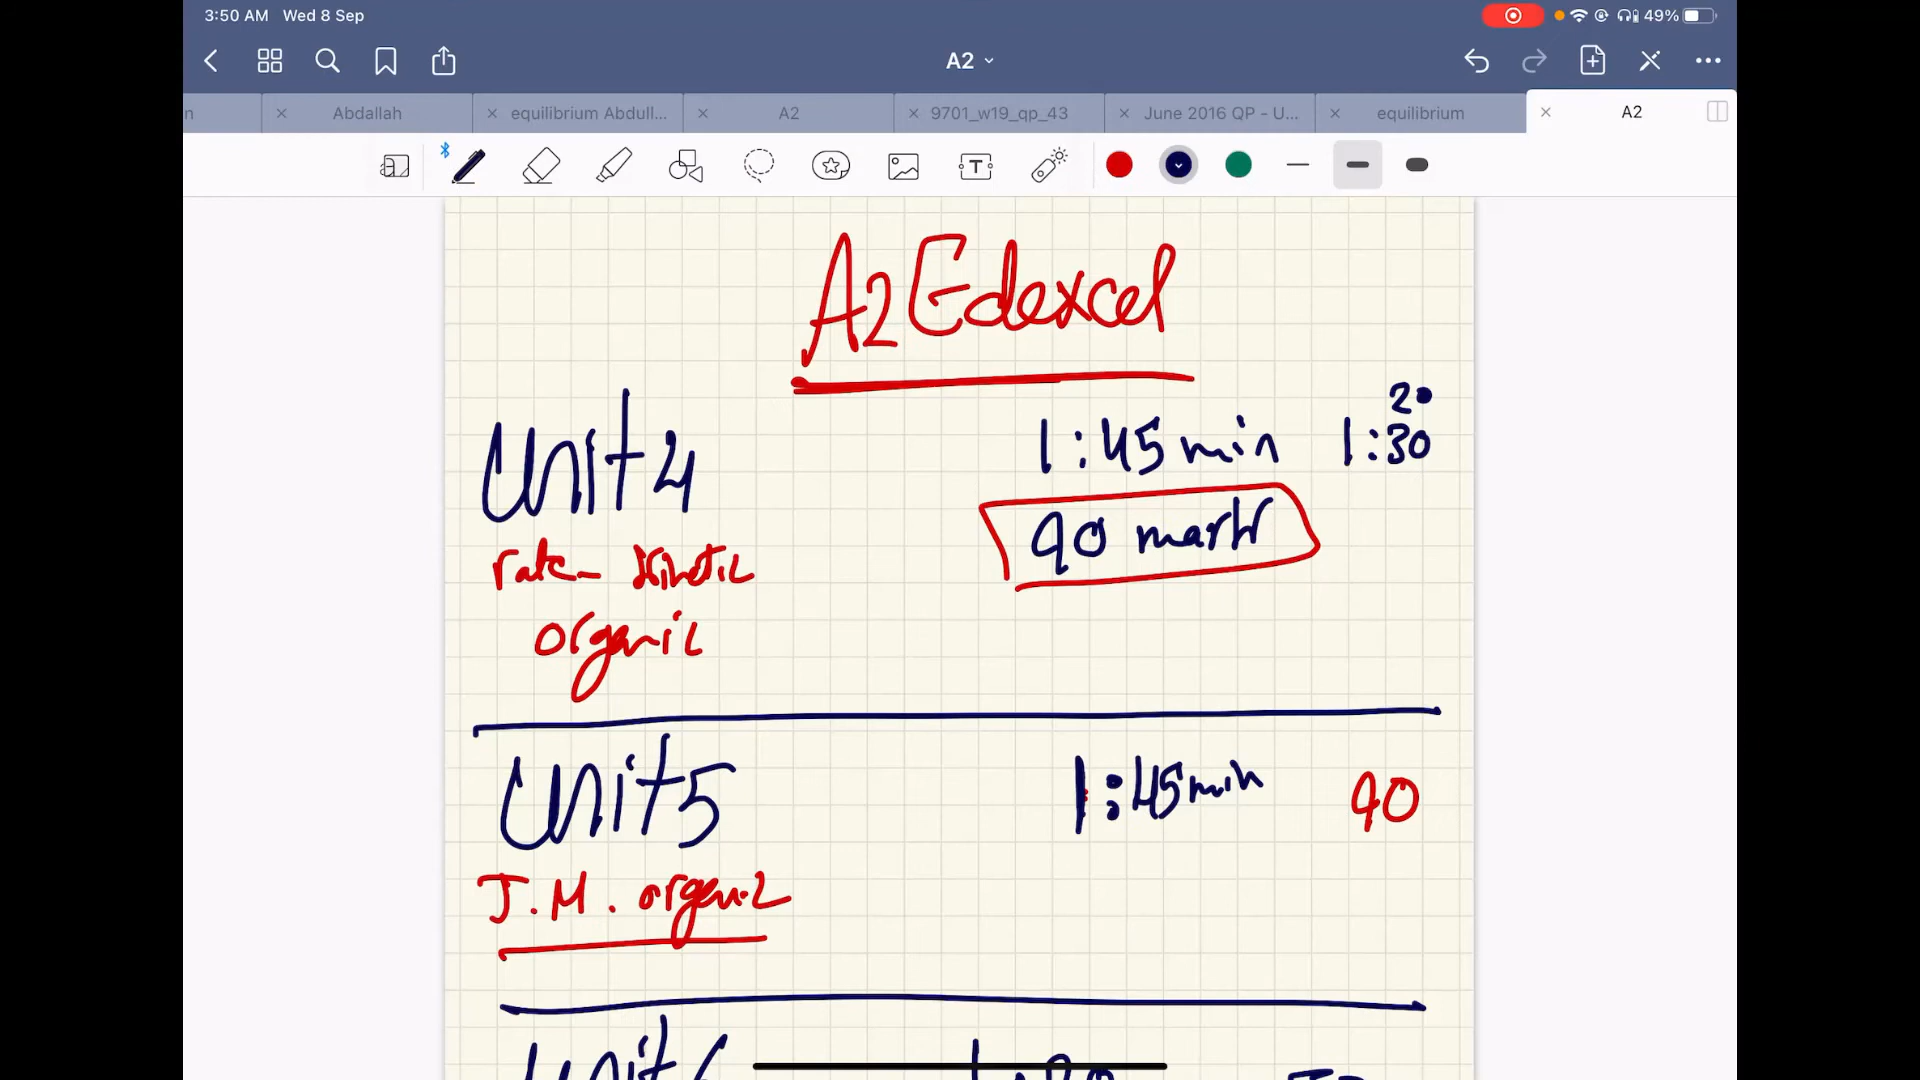 3:50 AM Wed 8 Sep 49%
A2
n Abdallah equilibrium Abdull... A2 9701_w19_qp_43 June 2016 QP - U... equilibrium A2
A2 Edexcel
20
Unit 4 1:45 min 1:30
90 mark
rate - kinetic
organic
Unit 5 1:45 min 90
T.M. organic
Unit